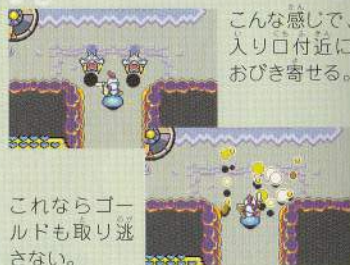 こんな感じで、
入り口付近に
おびき寄せる。
これならゴー
ルドも取り逃
さない。